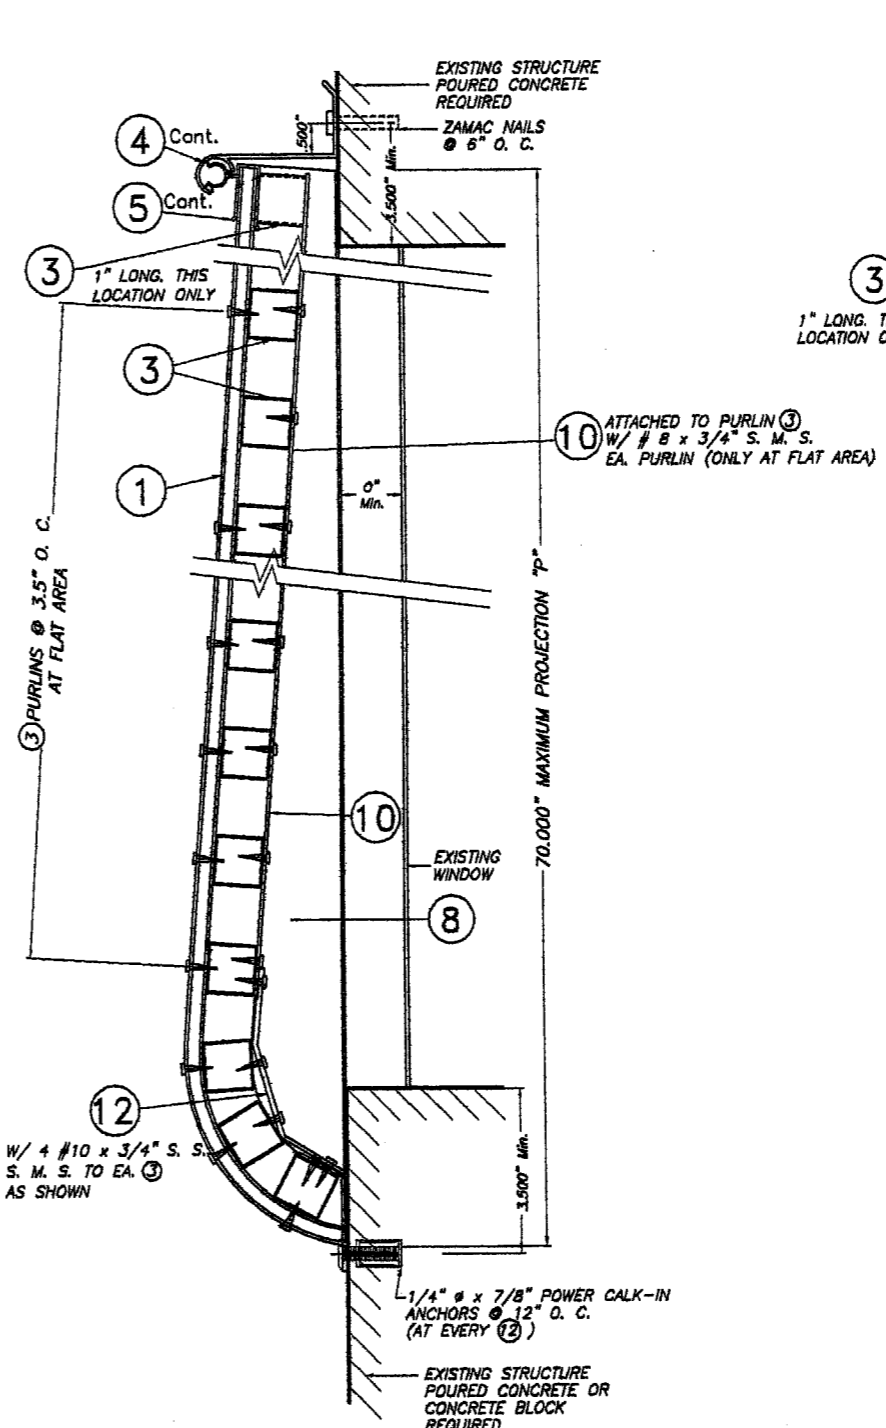 EXISTING STRUCTURE
POURED CONCRETE
REQUIRED
ZAMAC NAILS
@ 6" O. C.
.500"
3.500" Min.
4 Cont.
5 Cont.
3
1" LONG. THIS
LOCATION ONLY
3
1" LONG. T
LOCATION O
3
10 ATTACHED TO PURLIN 3
W/ # 8 x 3/4" S. M. S.
EA. PURLIN (ONLY AT FLAT AREA)
1
0"
Min.
3 PURLINS @ 3.5" O. C.
AT FLAT AREA
70.000" MAXIMUM PROJECTION "P"
10
EXISTING
WINDOW
8
12
W/ 4 #10 x 3/4" S. S.
S. M. S. TO EA. 3
AS SHOWN
3.500" Min.
1/4" ø x 7/8" POWER CALK-IN
ANCHORS @ 12" O. C.
(AT EVERY 12 )
EXISTING STRUCTURE
POURED CONCRETE OR
CONCRETE BLOCK
REQUIRED